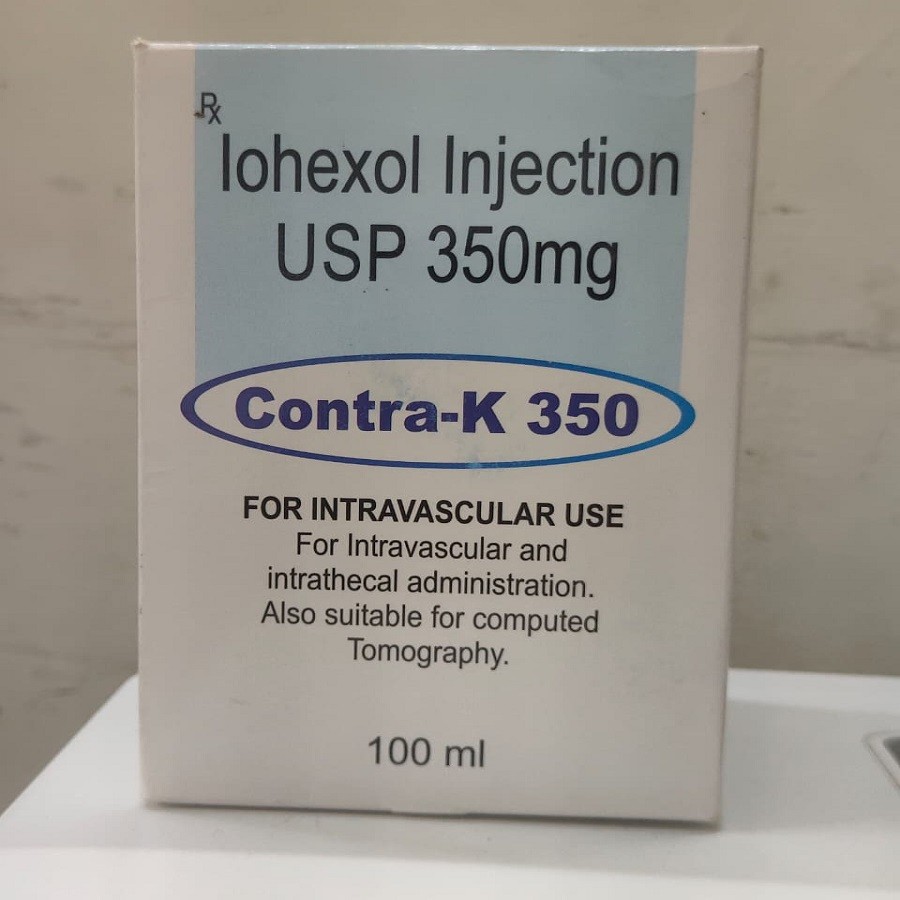 Rx
Iohexol Injection
USP 350mg
Contra-K 350
FOR INTRAVASCULAR USE
For Intravascular and
intrathecal administration.
Also suitable for computed
Tomography.
100 ml